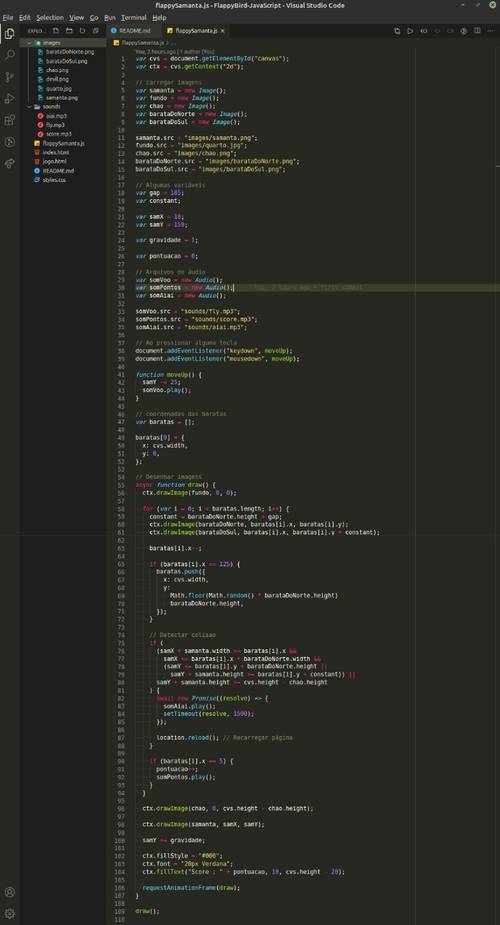 flappySamanta.js - FlappyBird-JavaScript - Visual Studio Code
File Edit Selection View Go Run Terminal Help
EXPLO...
images
barataDoNorte.png
barataDoSul.png
chao.png
devil.png
quarto.jpg
samanta.png
sounds
aiai.mp3
fly.mp3
score.mp3
flappySamanta.js
index.html
jogo.html
README.md
styles.css
README.md
flappySamanta.js
flappySamanta.js > ...
You, 2 hours ago | 1 author (You)
1 var cvs = document.getElementById("canvas");
2 var ctx = cvs.getContext("2d");
3
4 // carregar imagens
5 var samanta = new Image();
6 var fundo = new Image();
7 var chao = new Image();
8 var barataDoNorte = new Image();
9 var barataDoSul = new Image();
10
11 samanta.src = "images/samanta.png";
12 fundo.src = "images/quarto.jpg";
13 chao.src = "images/chao.png";
14 barataDoNorte.src = "images/barataDoNorte.png";
15 barataDoSul.src = "images/barataDoSul.png";
16
17 // Algumas variáveis
18 var gap = 185;
19 var constant;
20
21 var samX = 10;
22 var samY = 150;
23
24 var gravidade = 1;
25
26 var pontuacao = 0;
27
28 // Arquivos de áudio
29 var somVoo = new Audio();
30 var somPontos = new Audio(); You, 2 hours ago • first commit
31 var somAiai = new Audio();
32
33 somVoo.src = "sounds/fly.mp3";
34 somPontos.src = "sounds/score.mp3";
35 somAiai.src = "sounds/aiai.mp3";
36
37 // Ao pressionar alguma tecla
38 document.addEventListener("keydown", moveUp);
39 document.addEventListener("mousedown", moveUp);
40
41 function moveUp() {
42 samY -= 25;
43 somVoo.play();
44 }
45
46 // coordenadas das baratas
47 var baratas = [];
48
49 baratas[0] = {
50 x: cvs.width,
51 y: 0,
52 };
53
54 // Desenhar imagens
55 async function draw() {
56 ctx.drawImage(fundo, 0, 0);
57
58 for (var i = 0; i < baratas.length; i++) {
59 constant = barataDoNorte.height + gap;
60 ctx.drawImage(barataDoNorte, baratas[i].x, baratas[i].y);
61 ctx.drawImage(barataDoSul, baratas[i].x, baratas[i].y + constant);
62
63 baratas[i].x--;
64
65 if (baratas[i].x == 125) {
66 baratas.push({
67 x: cvs.width,
68 y:
69 Math.floor(Math.random() * barataDoNorte.height) -
70 barataDoNorte.height,
71 });
72 }
73
74 // Detectar colisao
75 if (
76 (samX + samanta.width >= baratas[i].x &&
77 samX <= baratas[i].x + barataDoNorte.width &&
78 (samY <= baratas[i].y + barataDoNorte.height ||
79 samY + samanta.height >= baratas[i].y + constant)) ||
80 samY + samanta.height >= cvs.height - chao.height
81 ) {
82 await new Promise((resolve) => {
83 somAiai.play();
84 setTimeout(resolve, 1500);
85 });
86
87 location.reload(); // Recarregar página
88 }
89
90 if (baratas[i].x == 5) {
91 pontuacao++;
92 somPontos.play();
93 }
94 }
95
96 ctx.drawImage(chao, 0, cvs.height - chao.height);
97
98 ctx.drawImage(samanta, samX, samY);
99
100 samY += gravidade;
101
102 ctx.fillStyle = "#000";
103 ctx.font = "20px Verdana";
104 ctx.fillText("Score : " + pontuacao, 10, cvs.height - 20);
105
106 requestAnimationFrame(draw);
107 }
108
109 draw();
110